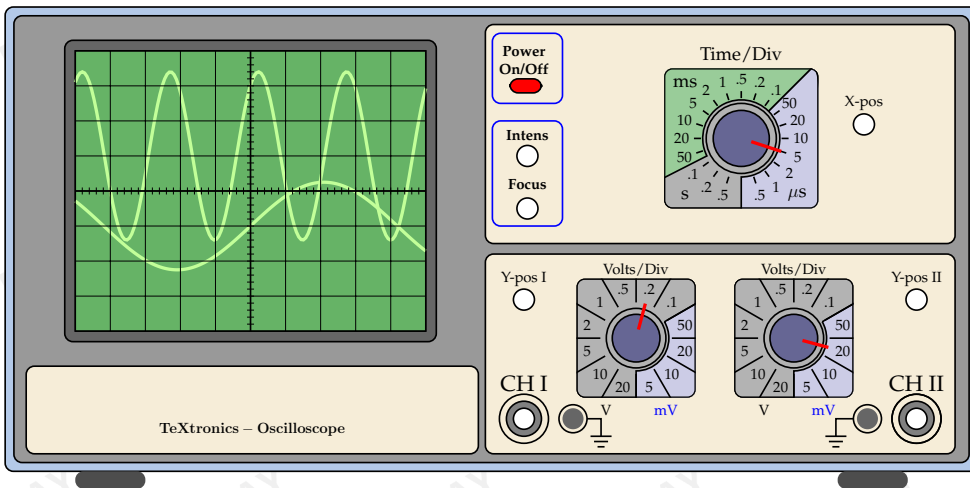 Power
On/Off
Intens
Focus
Time/Div
ms
5
2
1
.5
.2
.1
50
20
10
5
2
1
.5
μs
10
20
50
.1
.2
.5
s
X-pos
Y-pos I
Volts/Div
.5
.2
1
.1
2
50
5
20
10
10
20
5
V
mV
CH I
Volts/Div
.5
.2
1
.1
2
50
5
20
10
10
20
5
V
mV
Y-pos II
CH II
TeXtronics – Oscilloscope